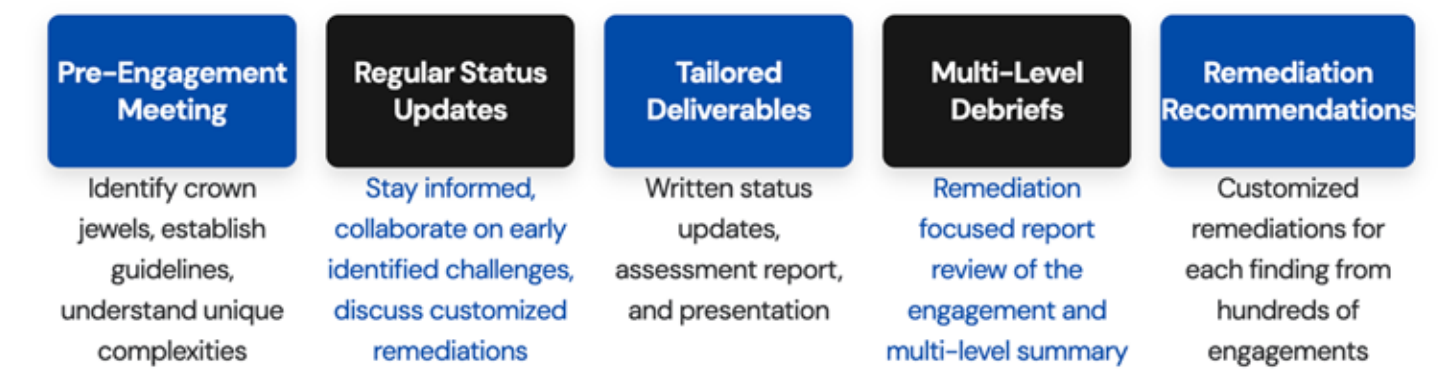 Pre-Engagement
Meeting
Identify crown
jewels, establish
guidelines,
understand unique
complexities
Regular Status
Updates
Stay informed,
collaborate on early
identified challenges,
discuss customized
remediations
Tailored
Deliverables
Written status
updates,
assessment report,
and presentation
Multi-Level
Debriefs
Remediation
focused report
review of the
engagement and
multi-level summary
Remediation
Recommendations
Customized
remediations for
each finding from
hundreds of
engagements